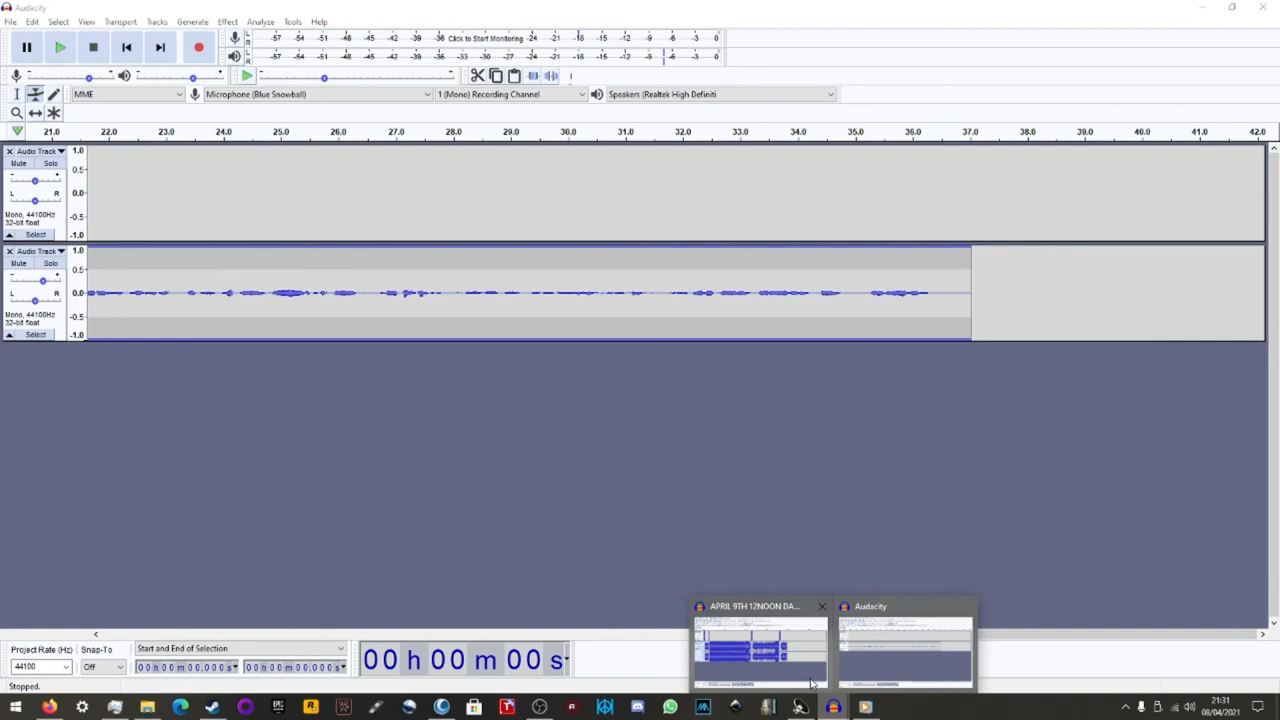 Audacity
File Edit Select View Transport Tracks Generate Effect Analyze Tools Help
L R -57 -54 -51 -48 -45 -42 -39 -36 Click to Start Monitoring -24 -21 -18 -15 -12 -9 -6 -3 0
L R -57 -54 -51 -48 -45 -42 -39 -36 -33 -30 -27 -24 -21 -18 -15 -12 -9 -6 -3 0
MME Microphone (Blue Snowball) 1 (Mono) Recording Channel Speakers (Realtek High Definiti
21.0 22.0 23.0 24.0 25.0 26.0 27.0 28.0 29.0 30.0 31.0 32.0 33.0 34.0 35.0 36.0 37.0 38.0 39.0 40.0 41.0 42.0
Audio Track 1.0
Mute Solo
0.5
- +
L R 0.0
Mono, 44100Hz
32-bit float -0.5
Select -1.0
Audio Track 1.0
Mute Solo
0.5
- +
L R 0.0
Mono, 44100Hz
32-bit float -0.5
Select -1.0
APRIL 9TH 12NOON DA... Audacity
Project Rate (Hz) Snap-To Start and End of Selection
44100 Off 00 h 00 m 00.000 s 00 h 00 m 00.000 s 00 h 00 m 00 s
Stopped.
21:31
08/04/2021